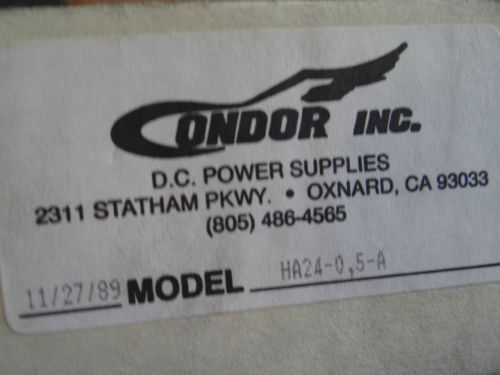 CONDOR INC.
D.C. POWER SUPPLIES
2311 STATHAM PKWY. • OXNARD, CA 93033
(805) 486-4565
11/27/89 MODEL HA24-0,5-A